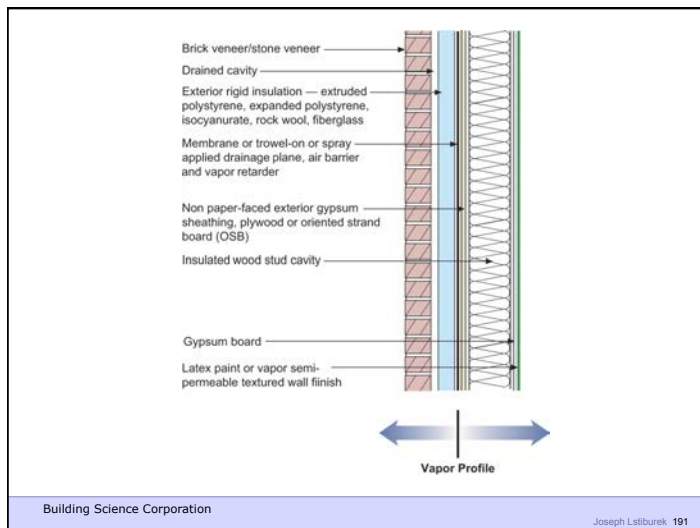 Brick veneer/stone veneer
Drained cavity
Exterior rigid insulation — extruded
polystyrene, expanded polystyrene,
isocyanurate, rock wool, fiberglass
Membrane or trowel-on or spray
applied drainage plane, air barrier
and vapor retarder
Non paper-faced exterior gypsum
sheathing, plywood or oriented strand
board (OSB)
Insulated wood stud cavity
Gypsum board
Latex paint or vapor semi-
permeable textured wall fiinish
Vapor Profile
Building Science Corporation
Joseph Lstiburek 191